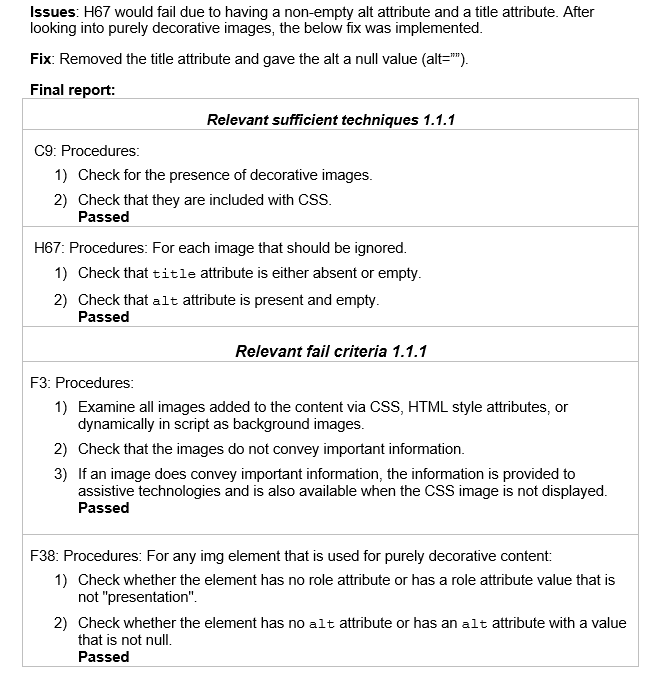 Issues: H67 would fail due to having a non-empty alt attribute and a title attribute. After
looking into purely decorative images, the below fix was implemented.
Fix: Removed the title attribute and gave the alt a null value (alt="”).
Final report:
Relevant sufficient techniques 1.1.1
C9: Procedures:
1) Check for the presence of decorative images.
2) Check that they are included with CSS.
Passed
H67: Procedures: For each image that should be ignored.
1) Check that title attribute is either absent or empty.
2) Check that alt attribute is present and empty.
Passed
Relevant fail criteria 1.1.1
F3: Procedures:
1) Examine all images added to the content via CSS, HTML style attributes, or
dynamically in script as background images.
2) Check that the images do not convey important information.
3) If an image does convey important information, the information is provided to
assistive technologies and is also available when the CSS image is not displayed.
Passed
F38: Procedures: For any img element that is used for purely decorative content:
1) Check whether the element has no role attribute or has a role attribute value that is
not "presentation".
2) Check whether the element has no alt attribute or has an alt attribute with a value
that is not null.
Passed